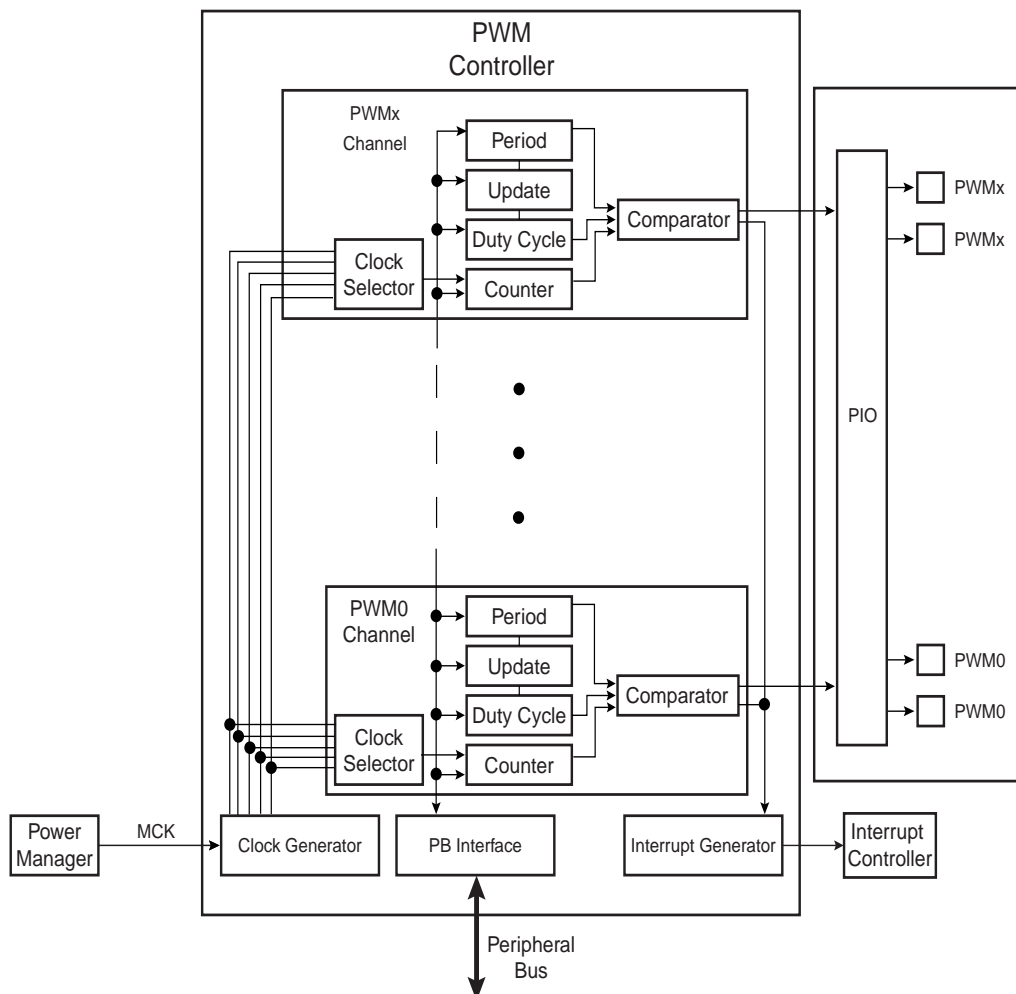 PWM
Controller
PWMx
Channel
Period
Update
Duty Cycle
Counter
Clock
Selector
Comparator
PIO
PWMx
PWMx
PWM0
Channel
Period
Update
Duty Cycle
Counter
Clock
Selector
Comparator
PWM0
PWM0
Power
Manager
MCK
Clock Generator
PB Interface
Interrupt Generator
Interrupt
Controller
Peripheral
Bus